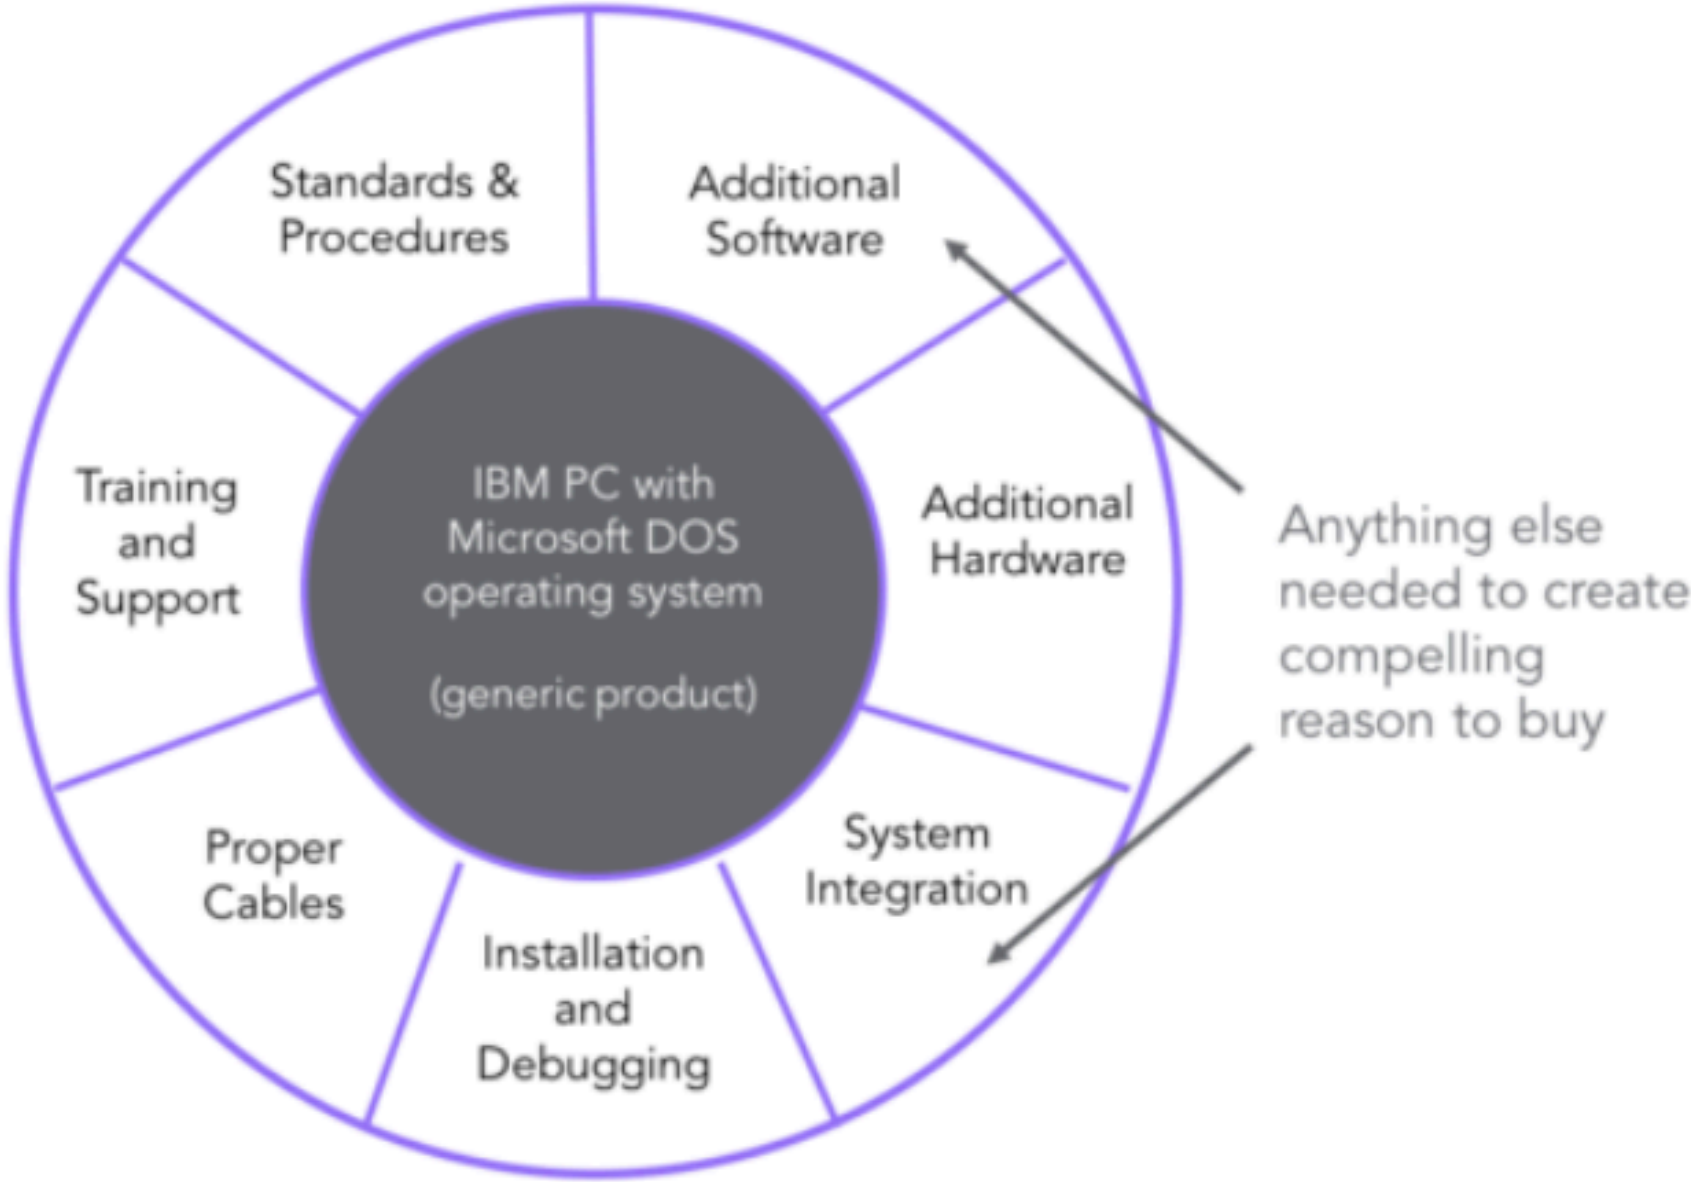 Standards &
Procedures
Additional
Software
Training
and
Support
IBM PC with
Microsoft DOS
operating system
(generic product)
Additional
Hardware
Anything else
needed to create
compelling
reason to buy
Proper
Cables
System
Integration
Installation
and
Debugging